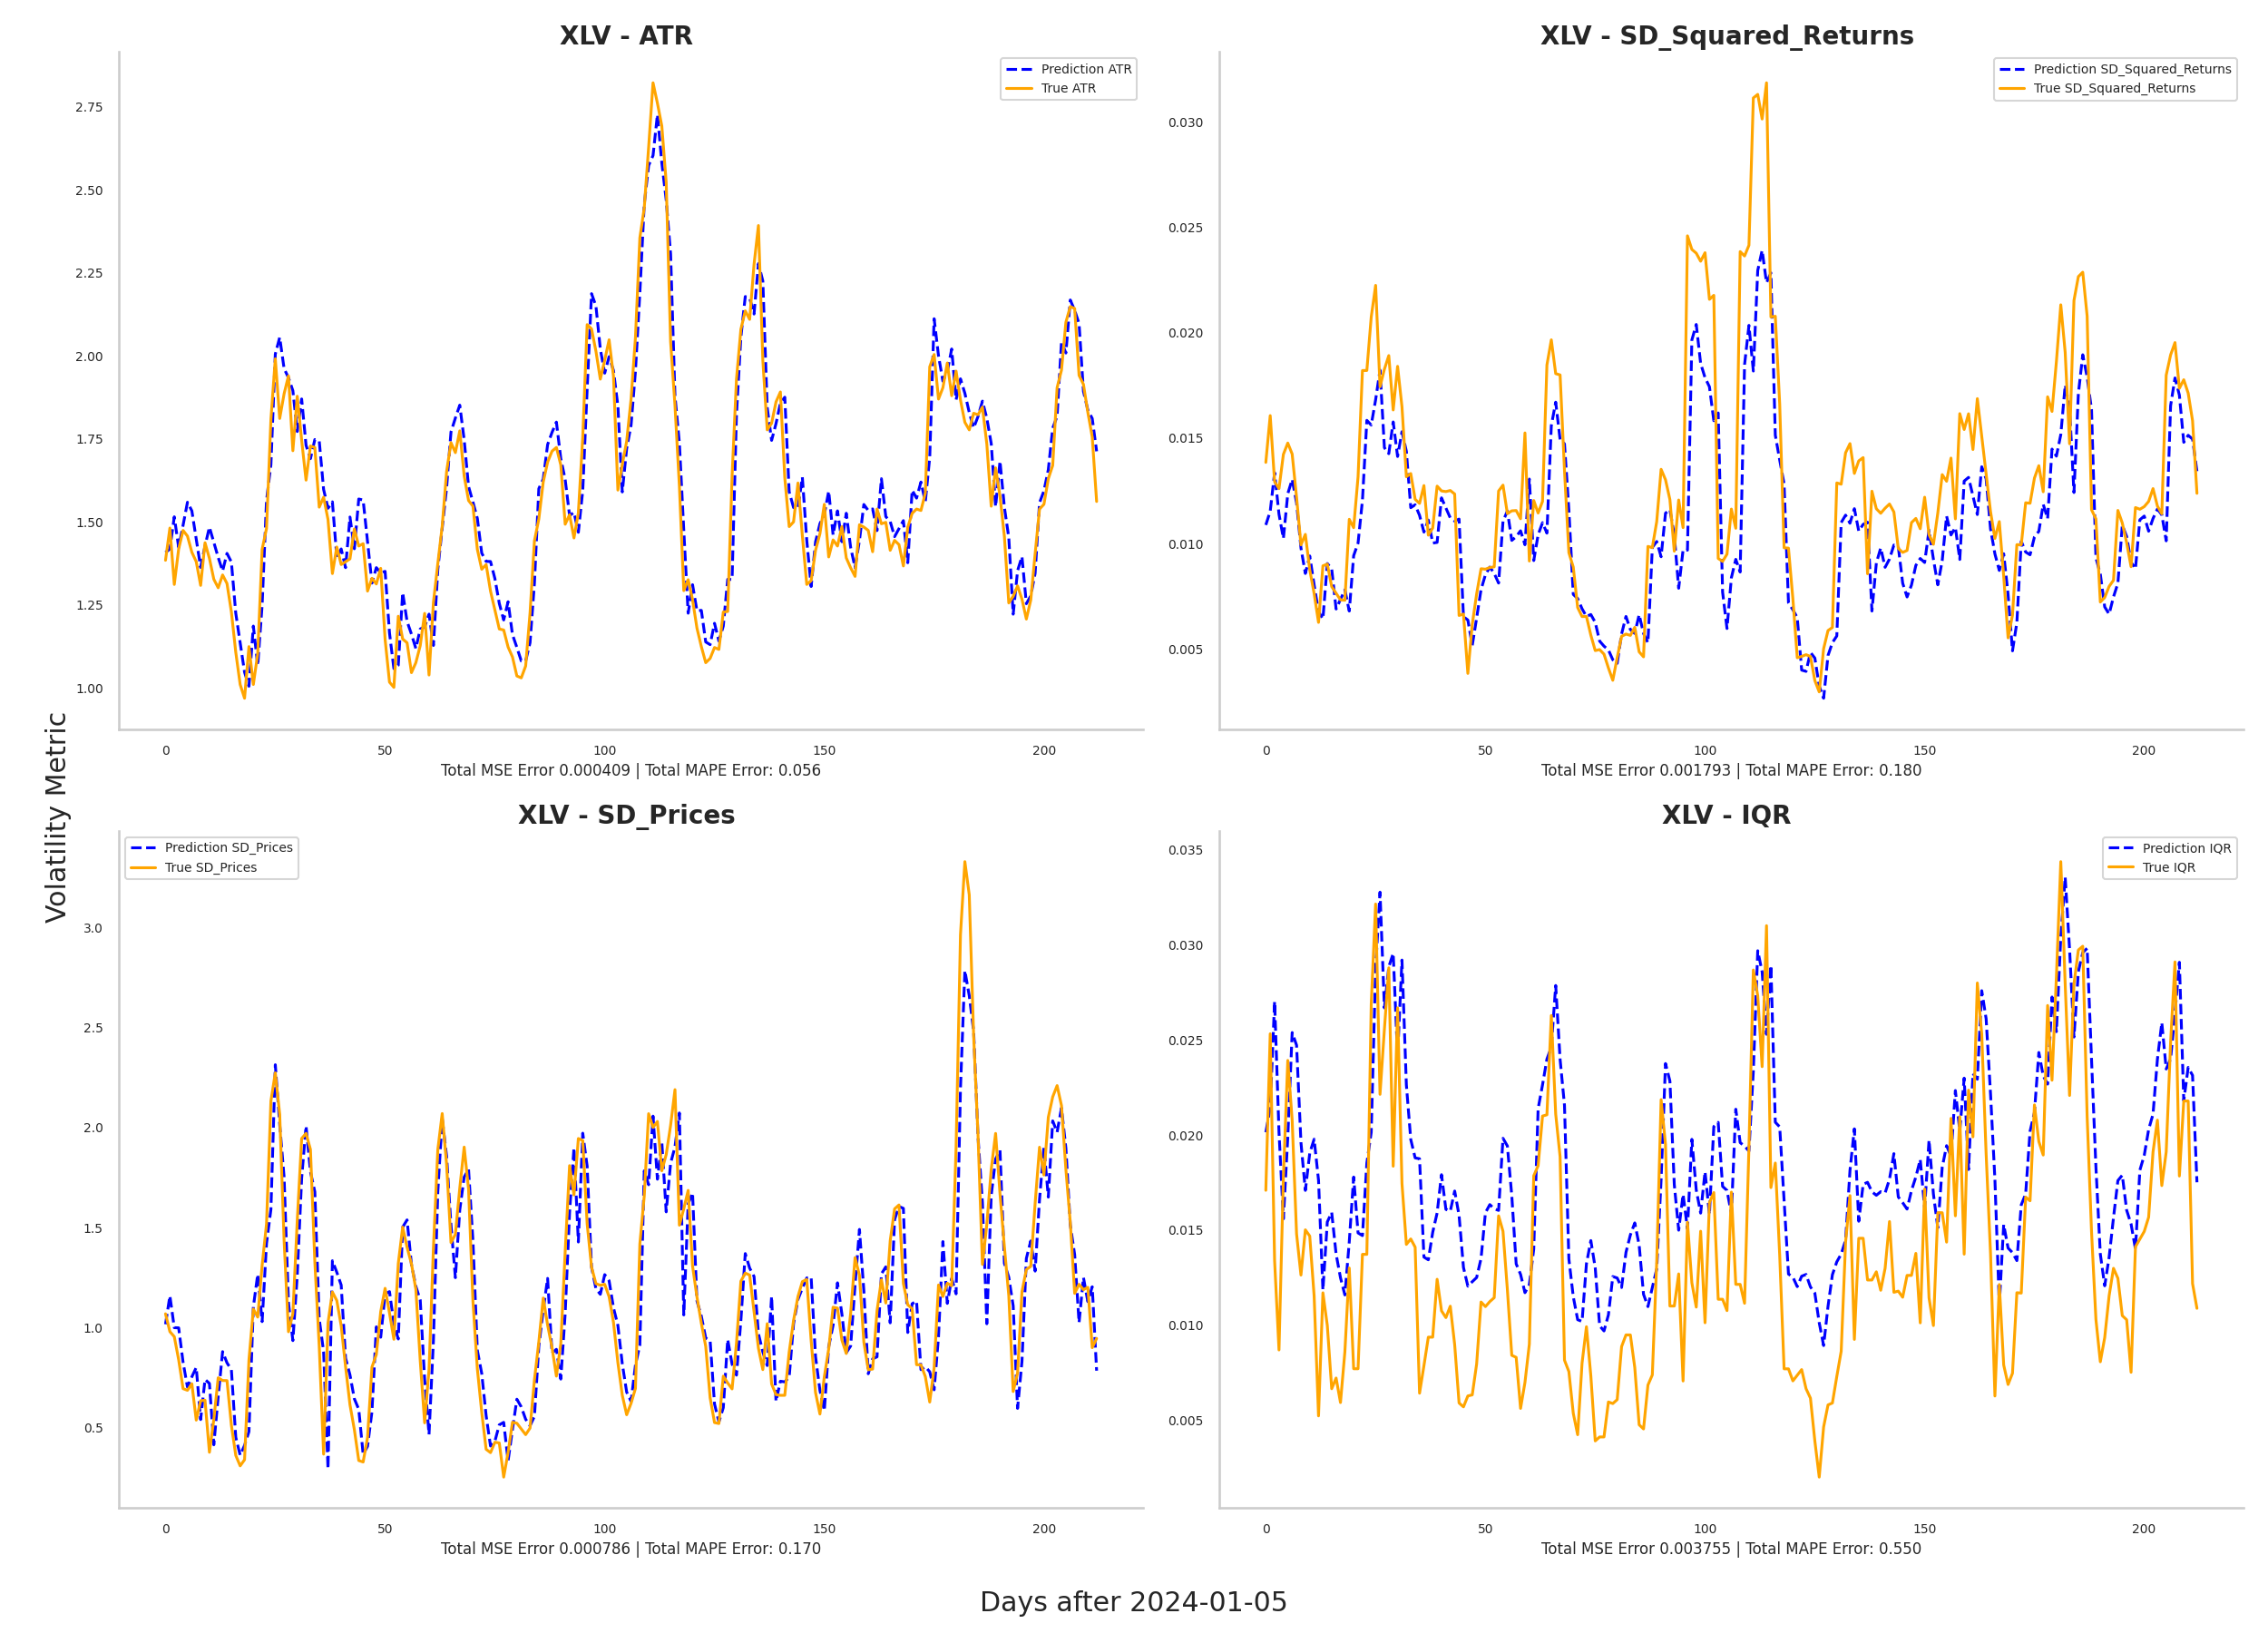 XLV - ATR
Prediction ATR
True ATR
2.75
2.50
2.25
2.00
1.75
1.50
1.25
1.00
0 50 100 150 200
Total MSE Error 0.000409 | Total MAPE Error: 0.056
XLV - SD_Squared_Returns
Prediction SD_Squared_Returns
True SD_Squared_Returns
0.030
0.025
0.020
0.015
0.010
0.005
0 50 100 150 200
Total MSE Error 0.001793 | Total MAPE Error: 0.180
Volatility Metric
XLV - SD_Prices
Prediction SD_Prices
True SD_Prices
3.0
2.5
2.0
1.5
1.0
0.5
0 50 100 150 200
Total MSE Error 0.000786 | Total MAPE Error: 0.170
XLV - IQR
Prediction IQR
True IQR
0.035
0.030
0.025
0.020
0.015
0.010
0.005
0 50 100 150 200
Total MSE Error 0.003755 | Total MAPE Error: 0.550
Days after 2024-01-05